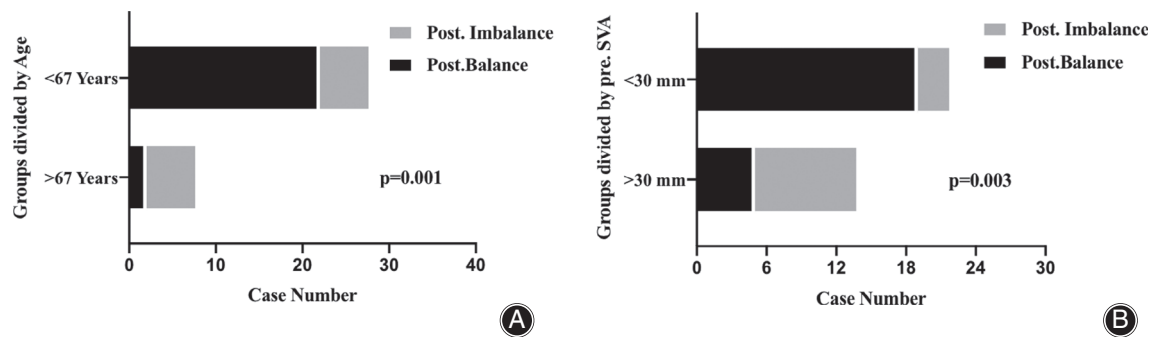 Groups divided by Age
Post. Imbalance
Post.Balance
<67 Years
>67 Years
p=0.001
0 10 20 30 40
Case Number
A
Groups divided by pre. SVA
Post. Imbalance
Post.Balance
<30 mm
>30 mm
p=0.003
0 6 12 18 24 30
Case Number
B